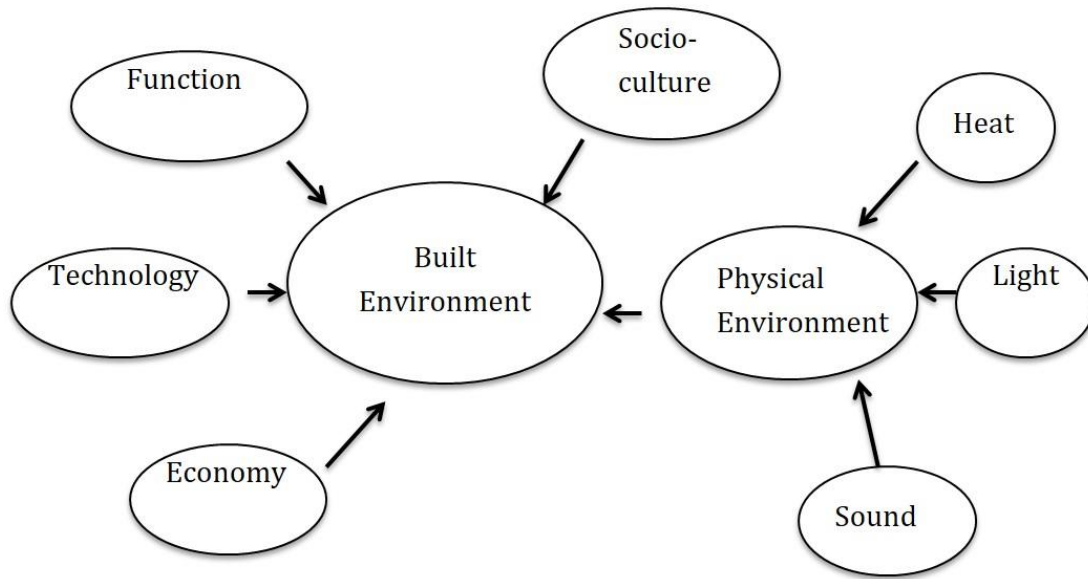 Function
Socio-
culture
Heat
Technology
Built
Environment
Physical
Environment
Light
Economy
Sound